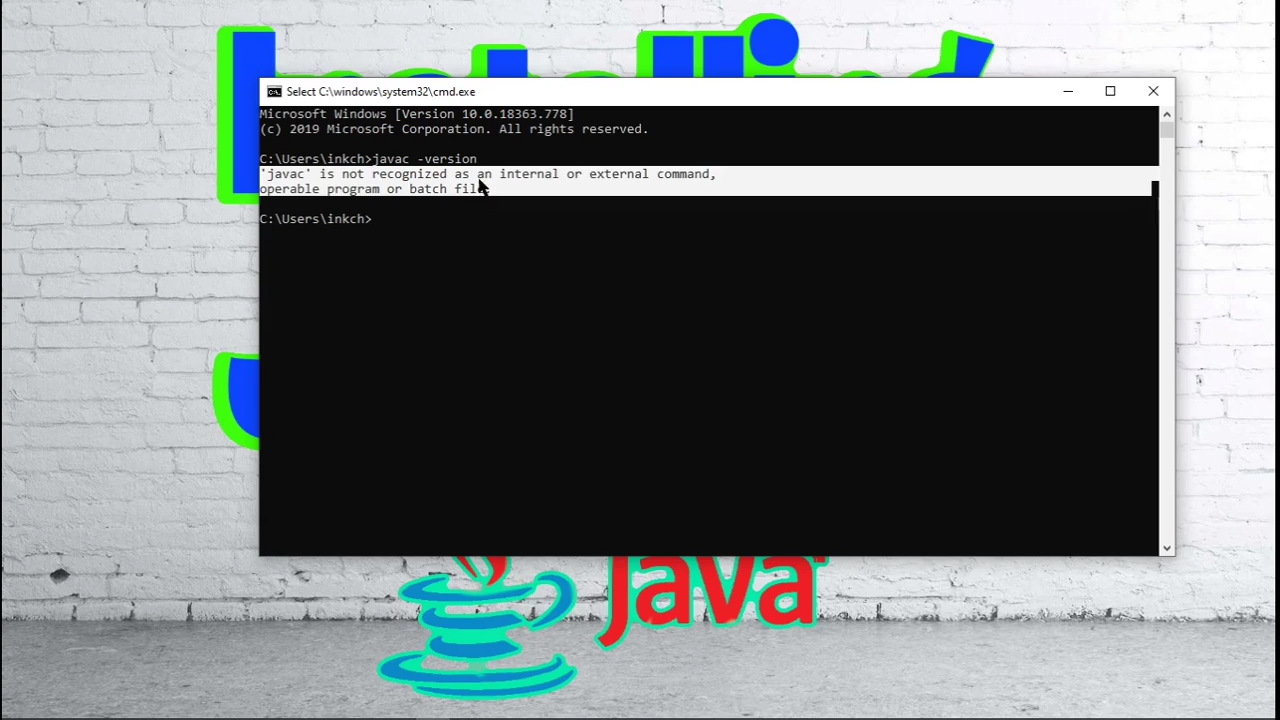 Select C:\windows\system32\cmd.exe
Microsoft Windows [Version 10.0.18363.778]
(c) 2019 Microsoft Corporation. All rights reserved.
C:\Users\inkch>javac -version
'javac' is not recognized as an internal or external command,
operable program or batch file
C:\Users\inkch>
Java